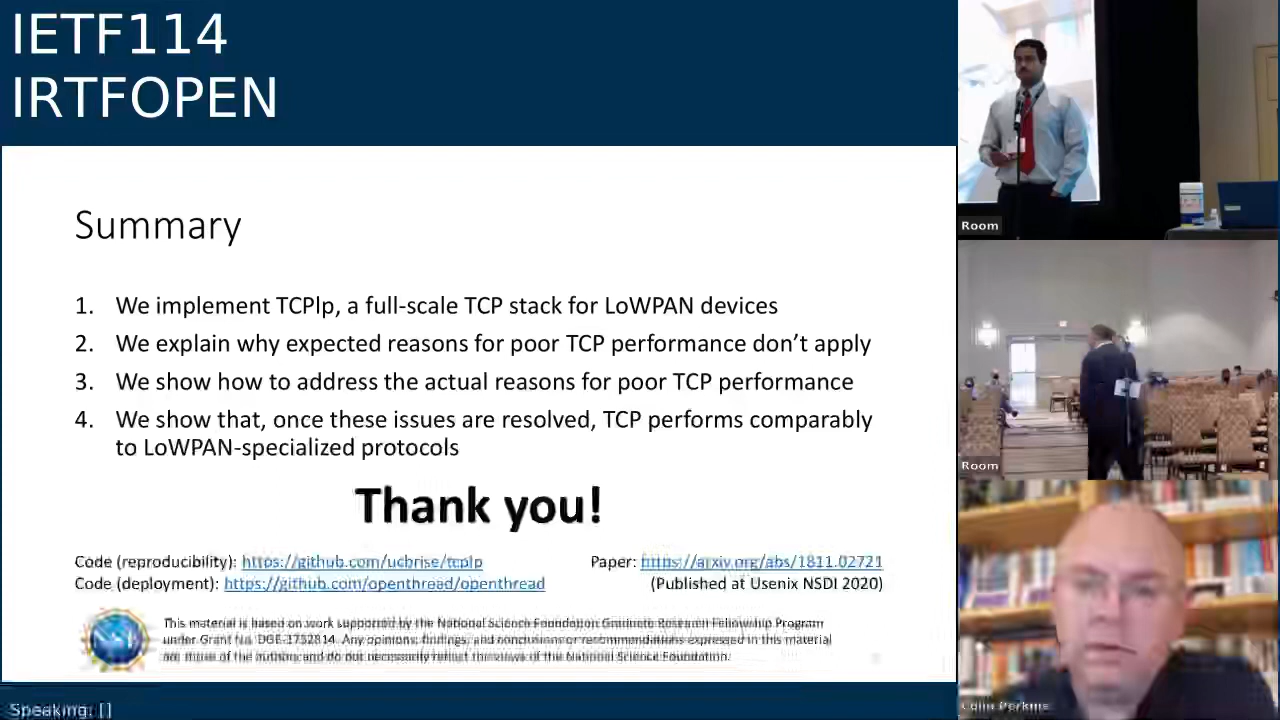 IETF114
IRTFOPEN
Summary
1. We implement TCPlp, a full-scale TCP stack for LoWPAN devices
2. We explain why expected reasons for poor TCP performance don't apply
3. We show how to address the actual reasons for poor TCP performance
4. We show that, once these issues are resolved, TCP performs comparably
to LoWPAN-specialized protocols
Thank you!
Code (reproducibility): https://github.com/ucbrise/tcplp
Paper: https://arxiv.org/abs/1811.02721
Code (deployment): https://github.com/openthread/openthread
(Published at Usenix NSDI 2020)
NSF
This material is based on work supported by the National Science Foundation Graduate Research Fellowship Program
under Grant No. DGE-1752814. Any opinions, findings, and conclusions or recommendations expressed in this material
are those of the authors and do not necessarily reflect the views of the National Science Foundation.
Speaking: []
Room
Room
Colin Perkins